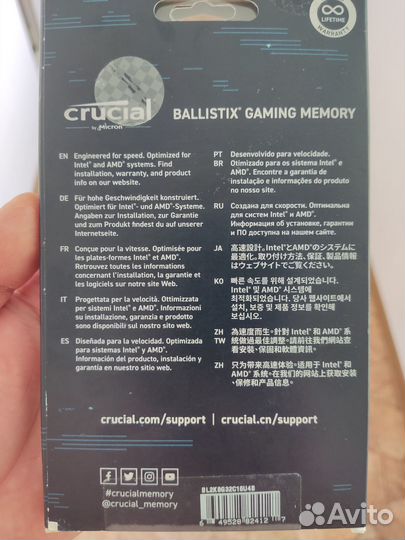 LIFETIME
WARRANTY
crucial
by Micron
BALLISTIX® GAMING MEMORY
EN Engineered for speed. Optimized for
Intel® and AMD® systems. Find
installation, warranty, and product
info on our website.
DE Für hohe Geschwindigkeit konstruiert.
Optimiert für Intel®- und AMD®-Systeme.
Angaben zur Installation, zur Garantie
und zum Produkt findest du auf unserer
Internetseite.
FR Conçue pour la vitesse. Optimisée pour
les plates-formes Intel® et AMD®.
Retrouvez toutes les informations
concernant l'installation, la garantie et
les logiciels sur notre site Web.
IT Progettata per la velocità. Ottimizzata
per sistemi Intel® e AMD®. Informazioni
su installazione, garanzia e prodotto
sono disponibili sul nostro sito web.
ES Diseñada para la velocidad. Optimizada
para sistemas Intel® y AMD®.
Información del producto, instalación y
garantía en nuestro sitio web.
PT Desenvolvido para velocidade.
BR Otimizado para os sistema Intel® e
AMD®. Encontre a garantia de
instalação e informações do produto
no nosso site.
RU Создана для скорости. Оптимальна
для систем Intel® и AMD®.
Информация об установке, гарантии
и ПО доступна на нашем сайте.
JA 高速設計。Intel®とAMD®のシステムに
最適化。取り付け方法、保証、製品情報
はウェブサイトでご覧ください。
KO 빠른 속도를 위해 설계되었습니다.
Intel® 및 AMD® 시스템에
최적화되었습니다. 당사 웹사이트에서
설치, 보증 및 제품 정보를 확인해
보십시오.
ZH 為速度而生。針對 Intel® 和 AMD® 系
TW 統做過最佳調整。請前往我們網站查
看安裝、保固和軟體資訊。
ZH 只为带来高速体验。适用于 Intel® 和
AMD® 系统。在我们的网站上获取安装、
保修和产品信息。
crucial.com/support | crucial.cn/support
#crucialmemory
@crucial_memory
BL2K8G32C16U4B
6 49528 82412 7
Avito